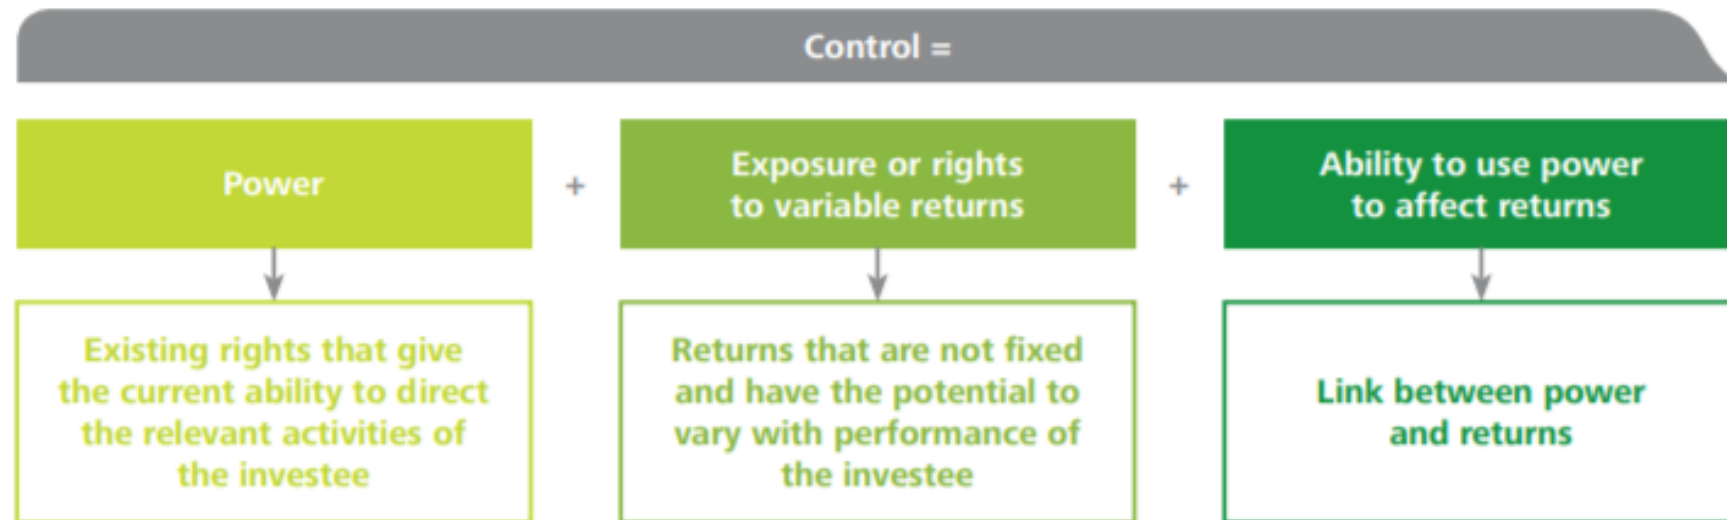 Control =
Power
+
Exposure or rights
to variable returns
+
Ability to use power
to affect returns
Existing rights that give
the current ability to direct
the relevant activities of
the investee
Returns that are not fixed
and have the potential to
vary with performance of
the investee
Link between power
and returns